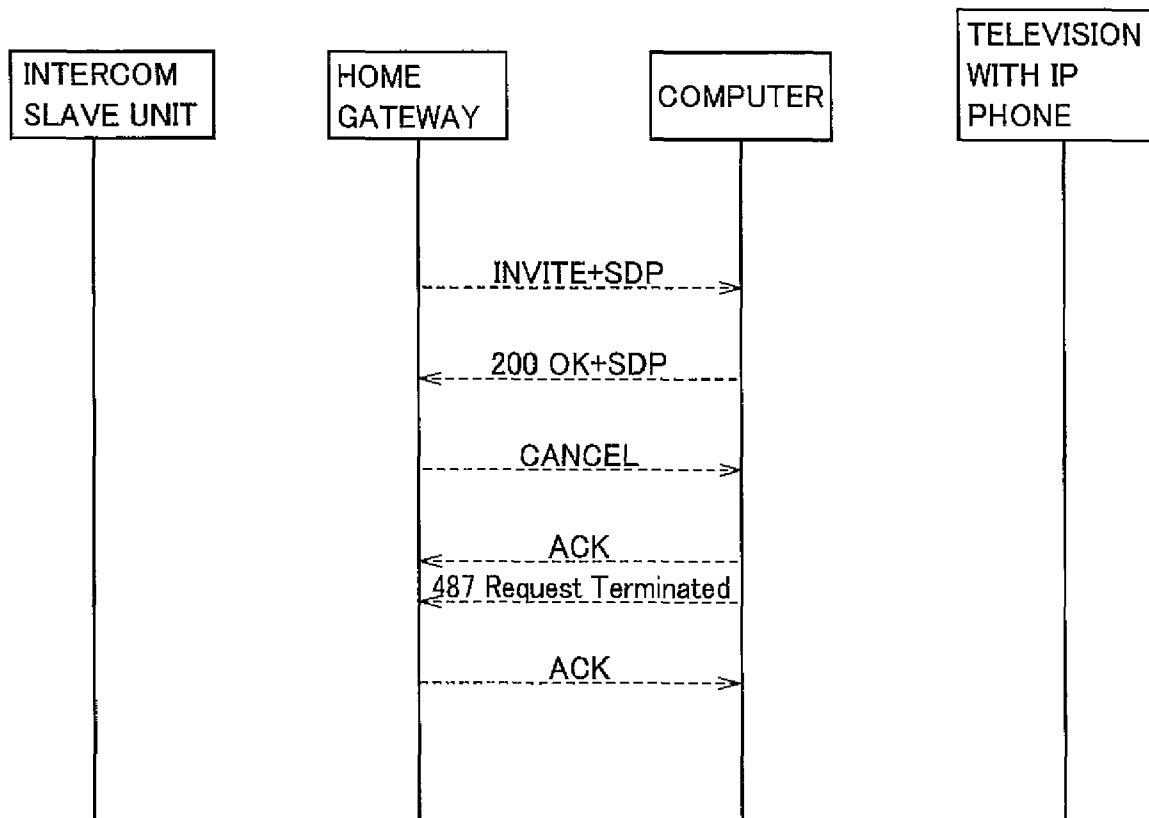 INTERCOM
SLAVE UNIT
HOME
GATEWAY
COMPUTER
TELEVISION
WITH IP
PHONE
INVITE+SDP
200 OK+SDP
CANCEL
ACK
487 Request Terminated
ACK